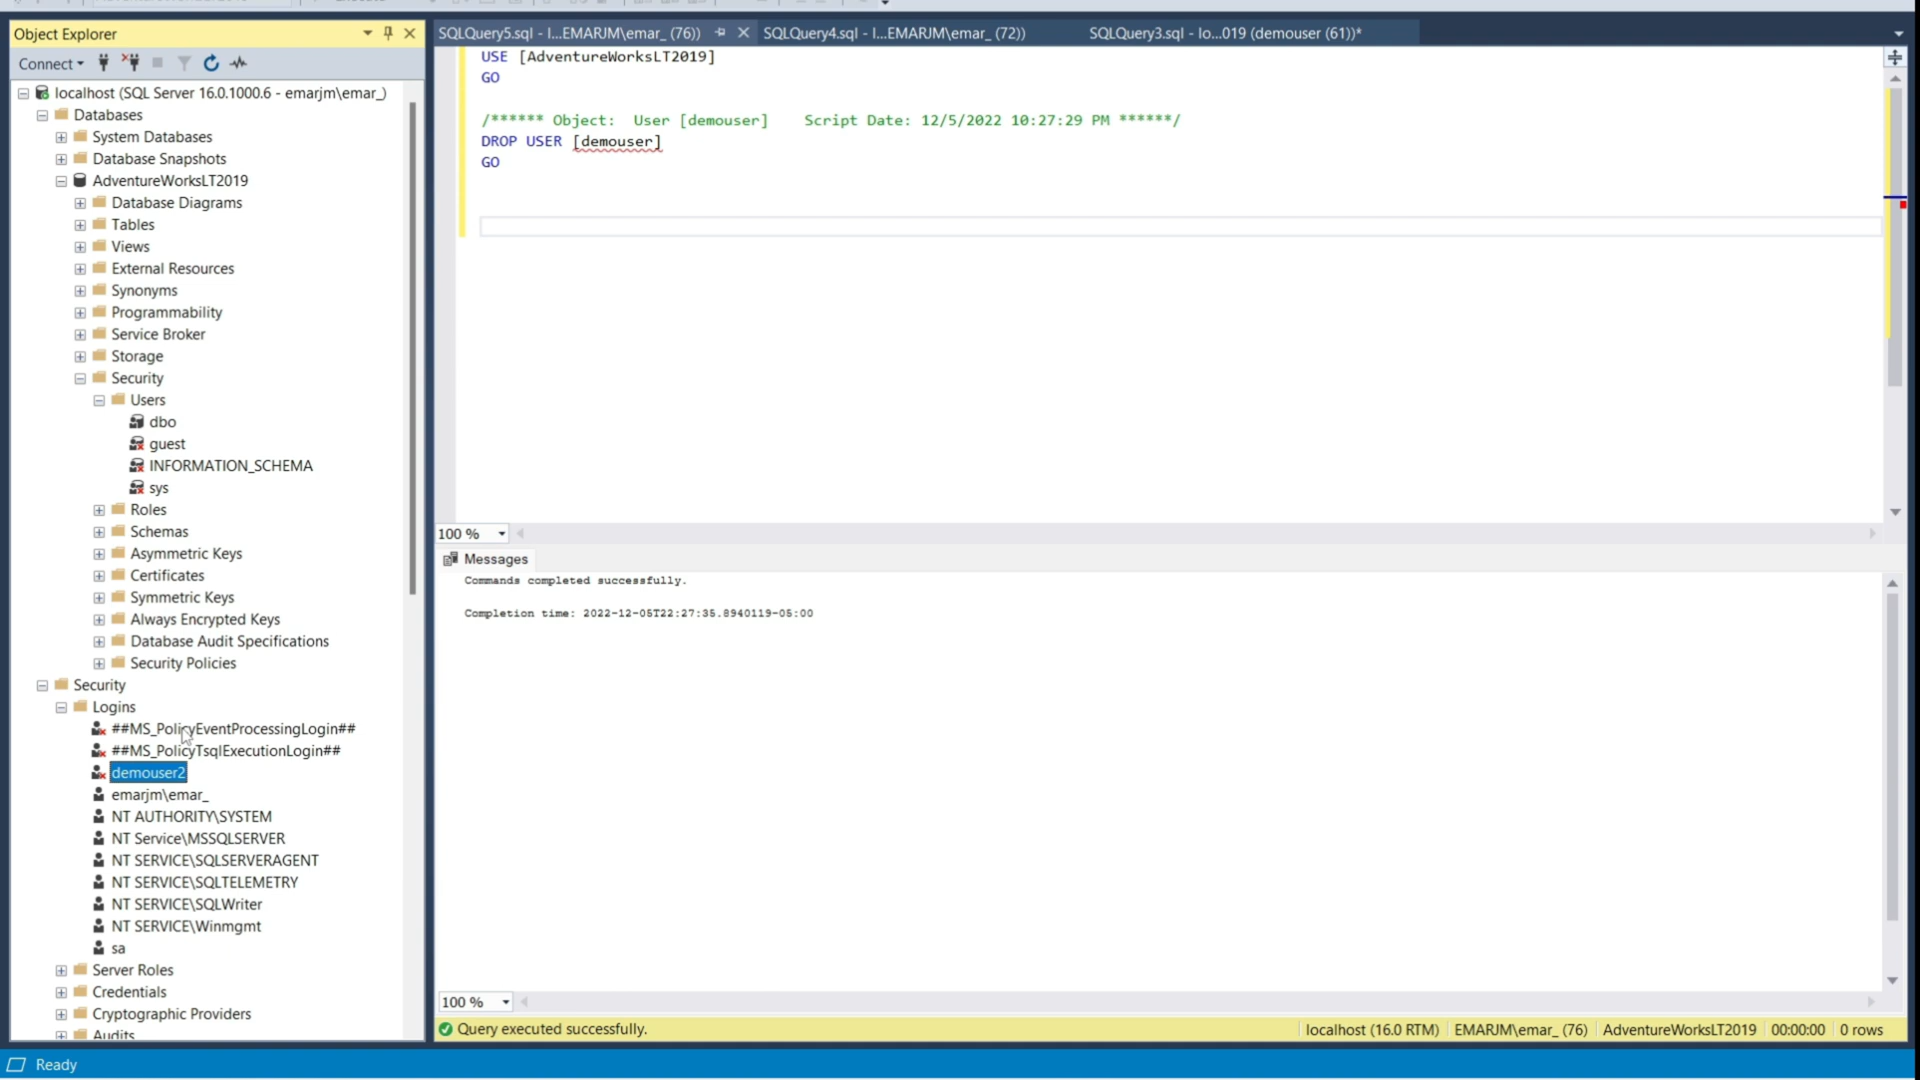 Object Explorer
Connect
localhost (SQL Server 16.0.1000.6 - emarjm\emar_)
Databases
System Databases
Database Snapshots
AdventureWorksLT2019
Database Diagrams
Tables
Views
External Resources
Synonyms
Programmability
Service Broker
Storage
Security
Users
dbo
guest
INFORMATION_SCHEMA
sys
Roles
Schemas
Asymmetric Keys
Certificates
Symmetric Keys
Always Encrypted Keys
Database Audit Specifications
Security Policies
Security
Logins
##MS_PolicyEventProcessingLogin##
##MS_PolicyTsqlExecutionLogin##
demouser2
emarjm\emar_
NT AUTHORITY\SYSTEM
NT Service\MSSQLSERVER
NT SERVICE\SQLSERVERAGENT
NT SERVICE\SQLTELEMETRY
NT SERVICE\SQLWriter
NT SERVICE\Winmgmt
sa
Server Roles
Credentials
Cryptographic Providers
Audits
SQLQuery5.sql - l...EMARJM\emar_ (76)) SQLQuery4.sql - l...EMARJM\emar_ (72)) SQLQuery3.sql - lo...019 (demouser (61))*
USE [AdventureWorksLT2019]
GO
/****** Object:  User [demouser]    Script Date: 12/5/2022 10:27:29 PM ******/
DROP USER [demouser]
GO
100 %
Messages
Commands completed successfully.
Completion time: 2022-12-05T22:27:35.8940119-05:00
100 %
Query executed successfully. localhost (16.0 RTM) EMARJM\emar_ (76) AdventureWorksLT2019 00:00:00 0 rows
Ready